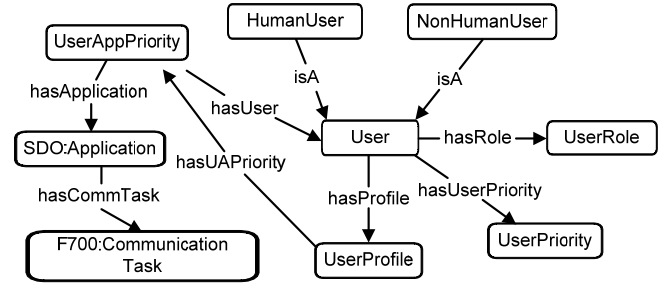 HumanUser
NonHumanUser
UserAppPriority
isA
isA
hasApplication
hasUser
User
hasRole
UserRole
SDO:Application
hasUAPriority
hasCommTask
hasProfile
hasUserPriority
F700:Communication
Task
UserProfile
UserPriority